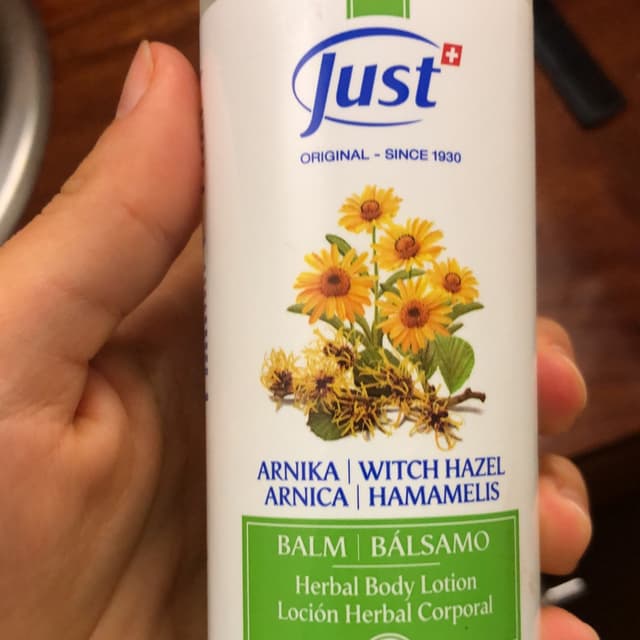 Just
ORIGINAL - SINCE 1930
ARNIKA | WITCH HAZEL
ARNICA | HAMAMELIS
BALM | BÁLSAMO
Herbal Body Lotion
Loción Herbal Corporal